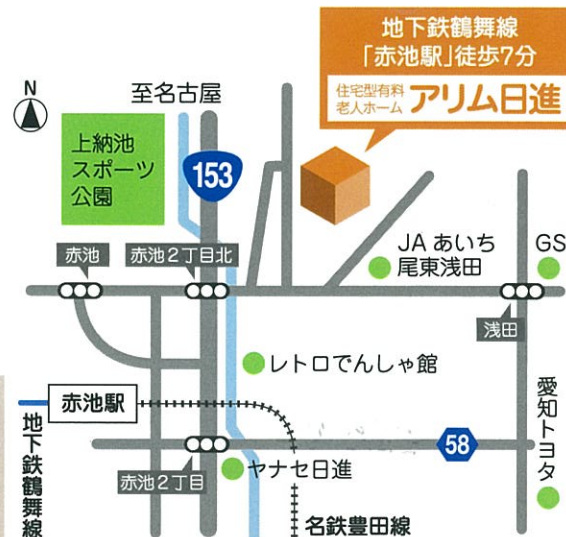 地下鉄鶴舞線
「赤池駅」徒歩7分
住宅型有料
老人ホーム
アリム日進
N
至名古屋
上納池
スポーツ
公園
153
JA あいち
尾東浅田
GS
赤池
赤池2丁目北
浅田
レトロでんしゃ館
赤池駅
地下鉄鶴舞線
58
愛知トヨタ
赤池2丁目
ヤナセ日進
名鉄豊田線